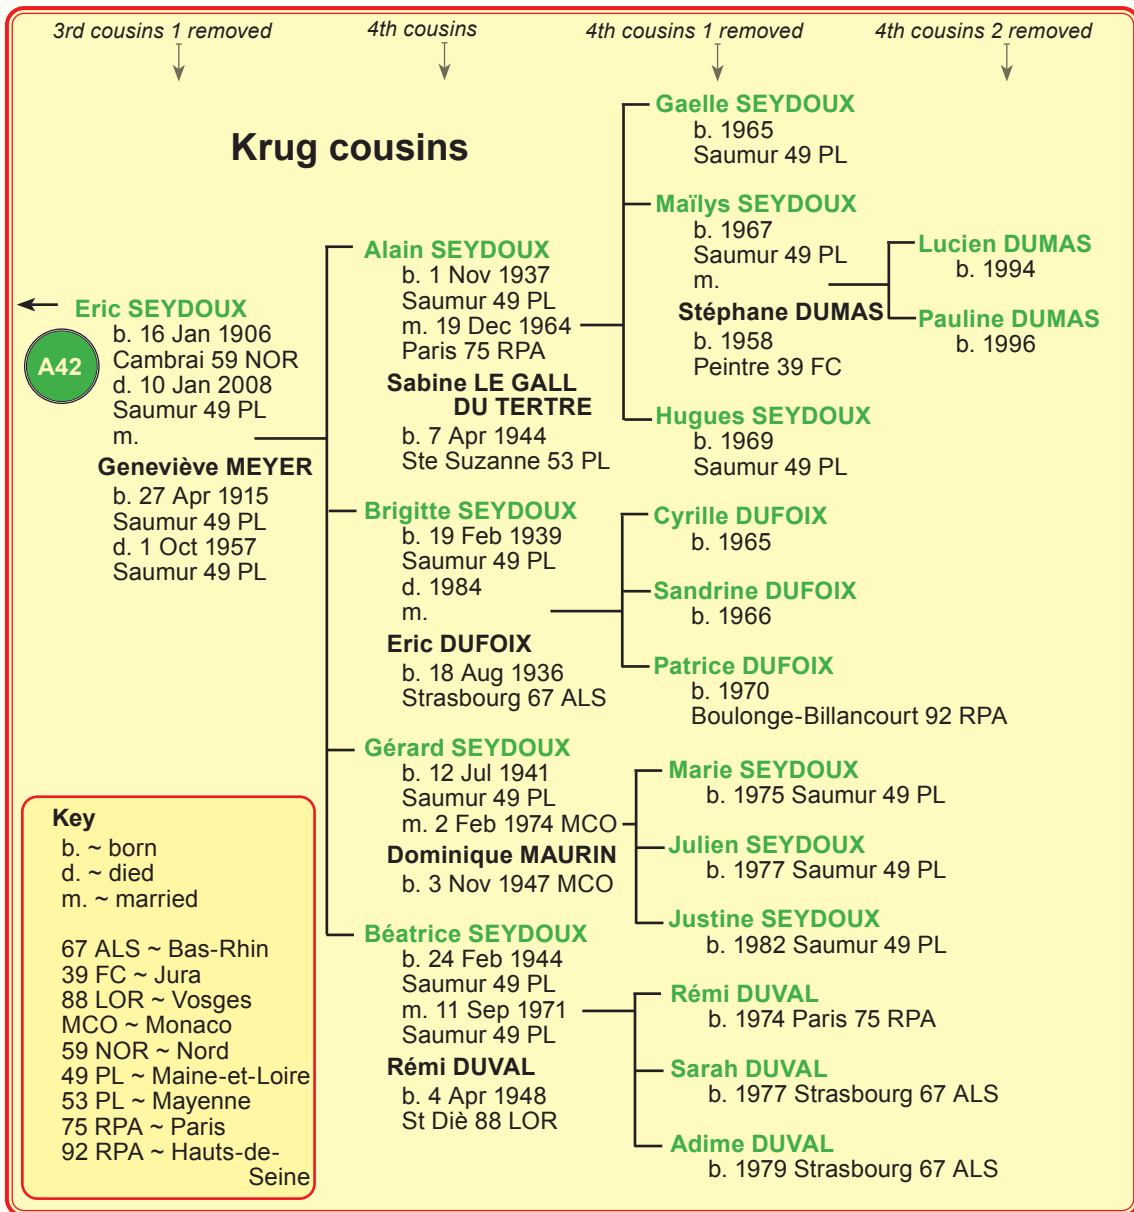 3rd cousins 1 removed
4th cousins
4th cousins 1 removed
4th cousins 2 removed
Krug cousins
Eric SEYDOUX
b. 16 Jan 1906
Cambrai 59 NOR
d. 10 Jan 2008
Saumur 49 PL
m.
A42
Geneviève MEYER
b. 27 Apr 1915
Saumur 49 PL
d. 1 Oct 1957
Saumur 49 PL
Alain SEYDOUX
b. 1 Nov 1937
Saumur 49 PL
m. 19 Dec 1964
Paris 75 RPA
Sabine LE GALL
DU TERTRE
b. 7 Apr 1944
Ste Suzanne 53 PL
Brigitte SEYDOUX
b. 19 Feb 1939
Saumur 49 PL
d. 1984
m.
Eric DUFOIX
b. 18 Aug 1936
Strasbourg 67 ALS
Gérard SEYDOUX
b. 12 Jul 1941
Saumur 49 PL
m. 2 Feb 1974 MCO
Dominique MAURIN
b. 3 Nov 1947 MCO
Béatrice SEYDOUX
b. 24 Feb 1944
Saumur 49 PL
m. 11 Sep 1971
Saumur 49 PL
Rémi DUVAL
b. 4 Apr 1948
St Diè 88 LOR
Gaelle SEYDOUX
b. 1965
Saumur 49 PL
Maïlys SEYDOUX
b. 1967
Saumur 49 PL
m.
Stéphane DUMAS
b. 1958
Peintre 39 FC
Hugues SEYDOUX
b. 1969
Saumur 49 PL
Cyrille DUFOIX
b. 1965
Sandrine DUFOIX
b. 1966
Patrice DUFOIX
b. 1970
Boulonge-Billancourt 92 RPA
Marie SEYDOUX
b. 1975 Saumur 49 PL
Julien SEYDOUX
b. 1977 Saumur 49 PL
Justine SEYDOUX
b. 1982 Saumur 49 PL
Rémi DUVAL
b. 1974 Paris 75 RPA
Sarah DUVAL
b. 1977 Strasbourg 67 ALS
Adime DUVAL
b. 1979 Strasbourg 67 ALS
Lucien DUMAS
b. 1994
Pauline DUMAS
b. 1996
Key
b. ~ born
d. ~ died
m. ~ married
67 ALS ~ Bas-Rhin
39 FC ~ Jura
88 LOR ~ Vosges
MCO ~ Monaco
59 NOR ~ Nord
49 PL ~ Maine-et-Loire
53 PL ~ Mayenne
75 RPA ~ Paris
92 RPA ~ Hauts-de-
Seine